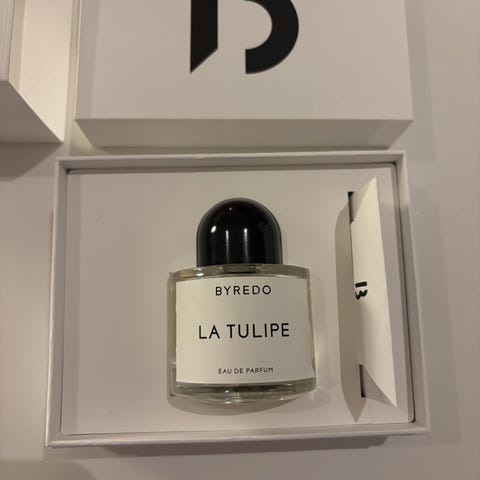 B
BYREDO
LA TULIPE
EAU DE PARFUM
B